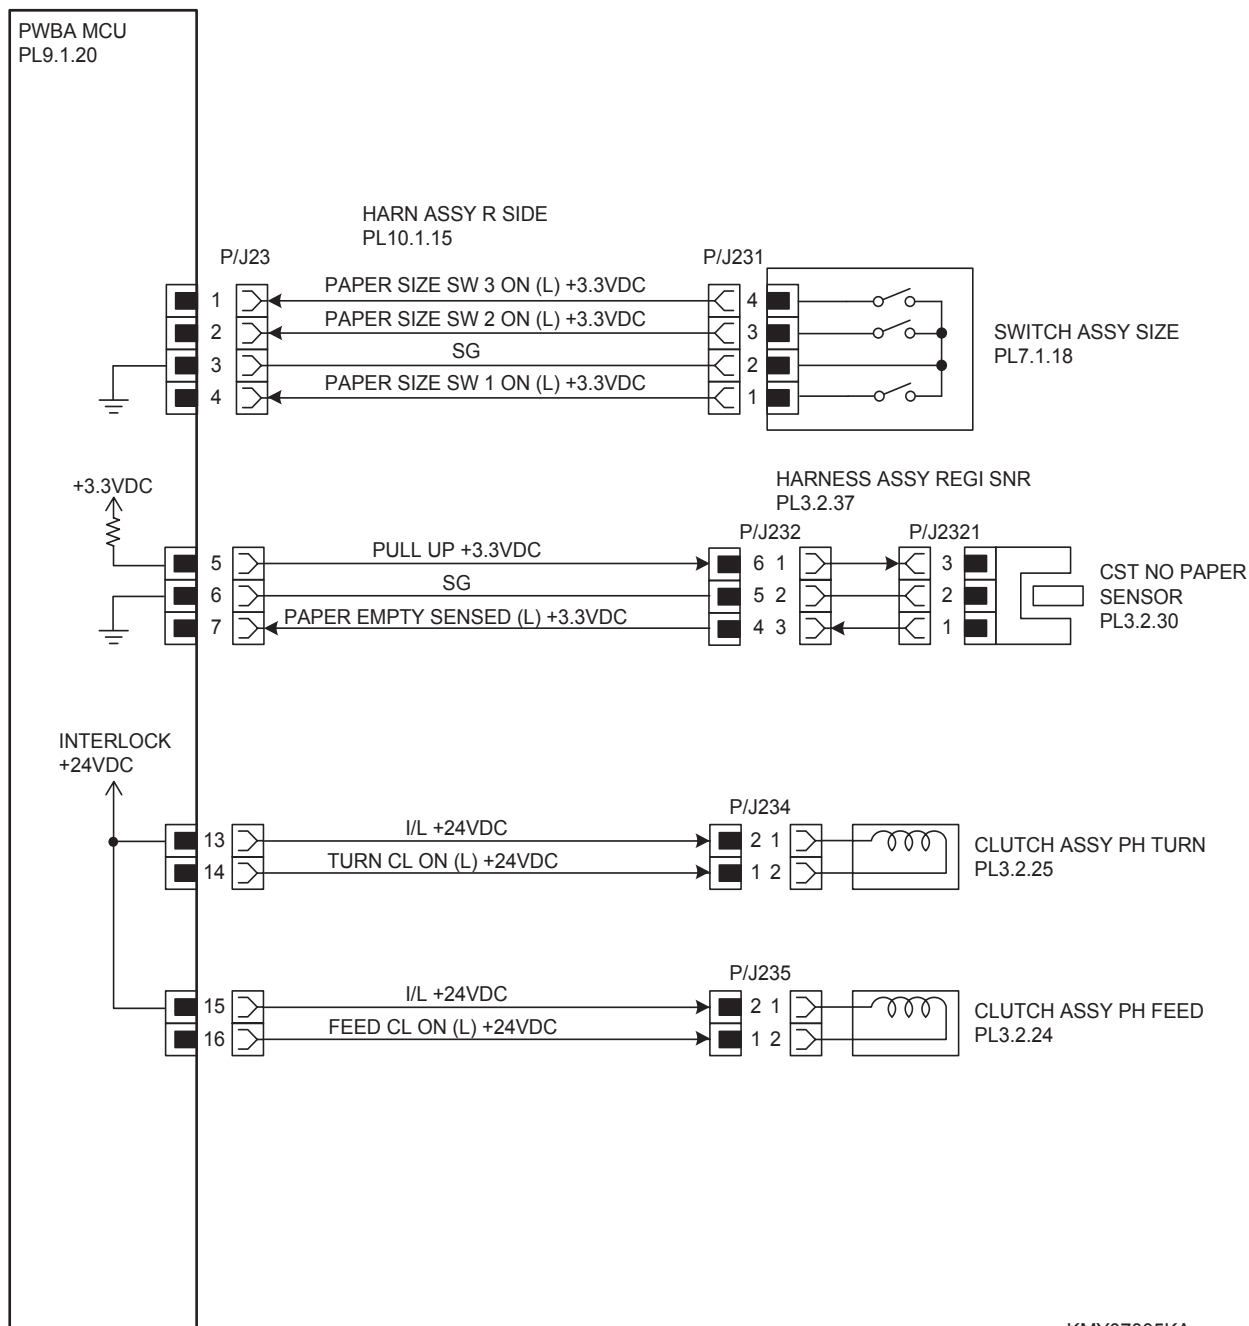 PWBA MCU
PL9.1.20
HARN ASSY R SIDE
PL10.1.15
P/J23
P/J231
1 PAPER SIZE SW 3 ON (L) +3.3VDC 4
2 PAPER SIZE SW 2 ON (L) +3.3VDC 3
3 SG 2
4 PAPER SIZE SW 1 ON (L) +3.3VDC 1
SWITCH ASSY SIZE
PL7.1.18
+3.3VDC
HARNESS ASSY REGI SNR
PL3.2.37
P/J232
P/J2321
5 PULL UP +3.3VDC 6 1 3
6 SG 5 2 2
7 PAPER EMPTY SENSED (L) +3.3VDC 4 3 1
CST NO PAPER
SENSOR
PL3.2.30
INTERLOCK
+24VDC
P/J234
13 I/L +24VDC 2 1
14 TURN CL ON (L) +24VDC 1 2
CLUTCH ASSY PH TURN
PL3.2.25
P/J235
15 I/L +24VDC 2 1
16 FEED CL ON (L) +24VDC 1 2
CLUTCH ASSY PH FEED
PL3.2.24